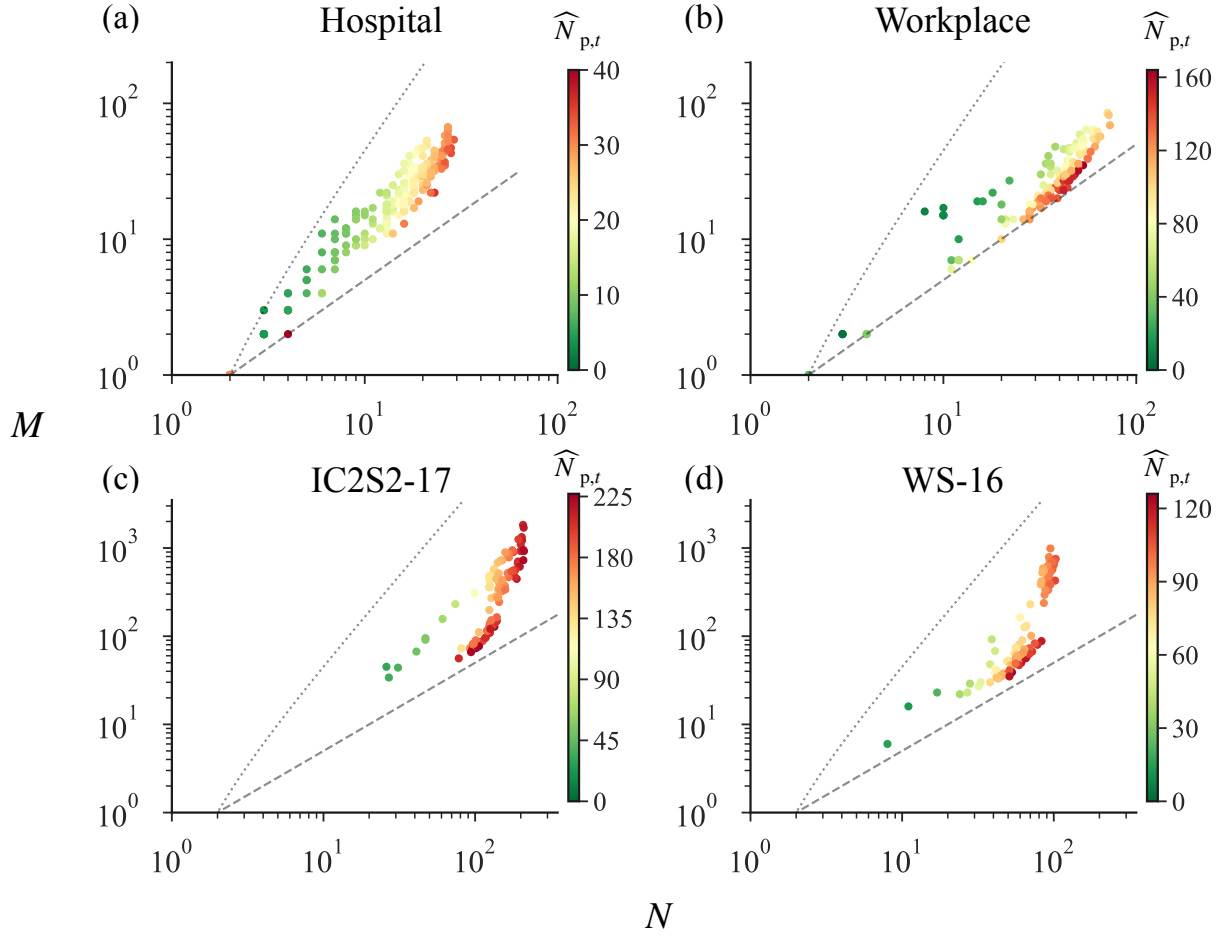 (a) Hospital N̂p,t
(b) Workplace N̂p,t
10² 40
30
10¹ 20
10
10⁰ 0
10⁰ 10¹ 10²
10² 160
120
10¹ 80
40
10⁰ 0
10⁰ 10¹ 10²
M
(c) IC2S2-17 N̂p,t
(d) WS-16 N̂p,t
225
10³ 180
10² 135
90
10¹ 45
10⁰ 0
10⁰ 10¹ 10²
120
10³ 90
10² 60
10¹ 30
10⁰ 0
10⁰ 10¹ 10²
N